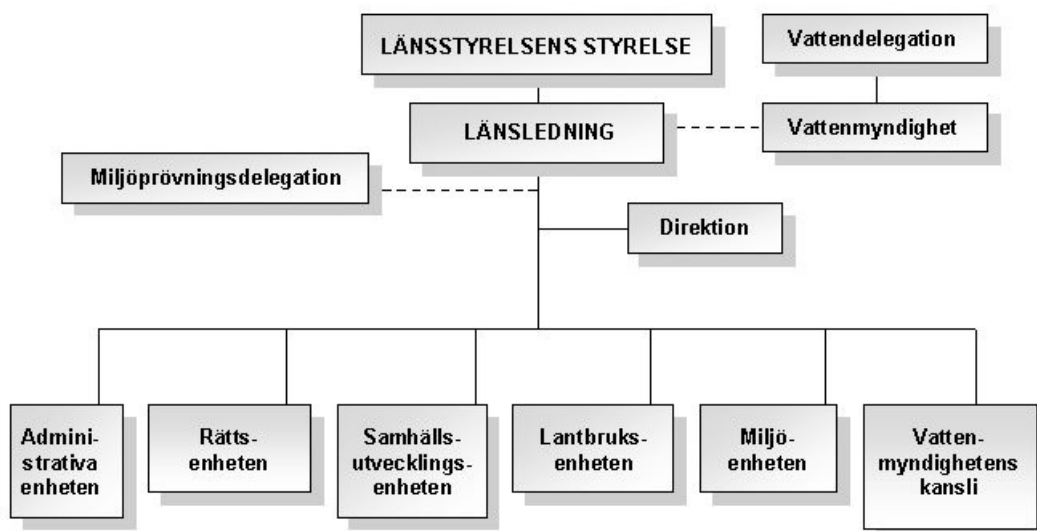 LÄNSSTYRELSENS STYRELSE
Vattendelegation
LÄNSLEDNING
Vattenmyndighet
Miljöprövningsdelegation
Direktion
Admini-
strativa
enheten
Rätts-
enheten
Samhälls-
utvecklings-
enheten
Lantbruks-
enheten
Miljö-
enheten
Vatten-
myndighetens
kansli